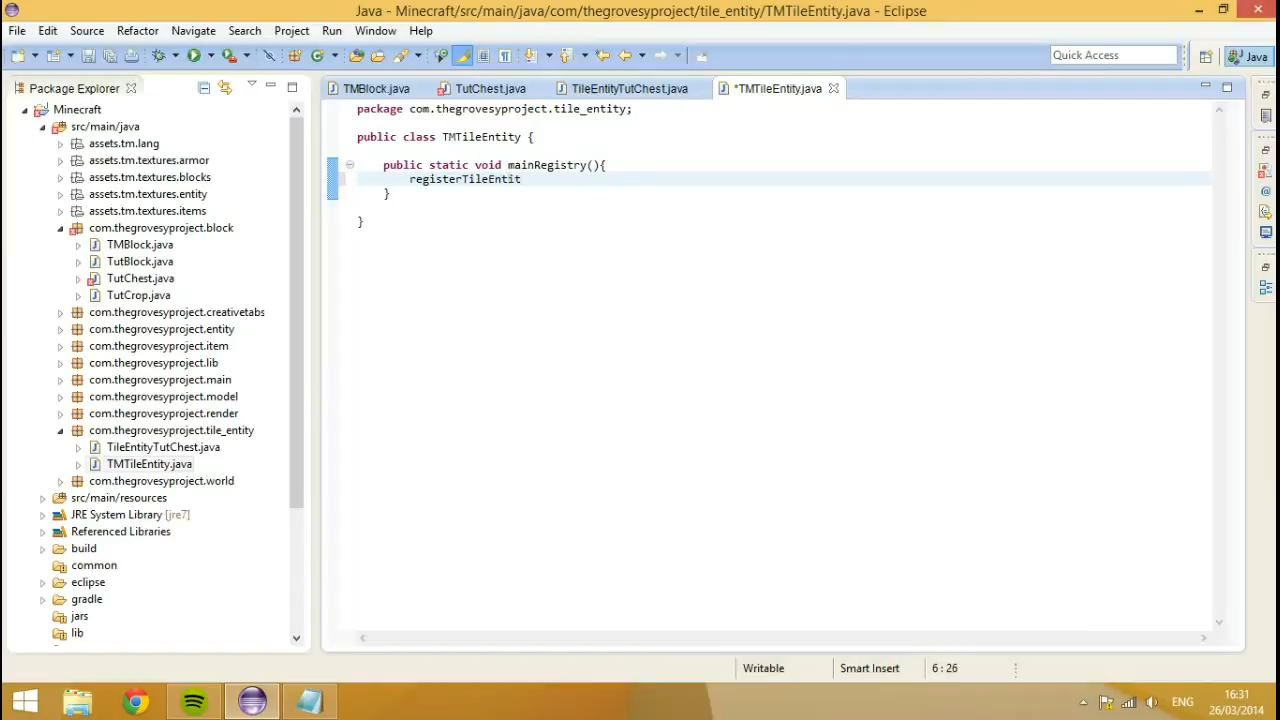 Java - Minecraft/src/main/java/com/thegrovesyproject/tile_entity/TMTileEntity.java - Eclipse
File Edit Source Refactor Navigate Search Project Run Window Help
Quick Access
Java
Package Explorer
TMBlock.java
TutChest.java
TileEntityTutChest.java
*TMTileEntity.java
Minecraft
src/main/java
assets.tm.lang
assets.tm.textures.armor
assets.tm.textures.blocks
assets.tm.textures.entity
assets.tm.textures.items
com.thegrovesyproject.block
TMBlock.java
TutBlock.java
TutChest.java
TutCrop.java
com.thegrovesyproject.creativetabs
com.thegrovesyproject.entity
com.thegrovesyproject.item
com.thegrovesyproject.lib
com.thegrovesyproject.main
com.thegrovesyproject.model
com.thegrovesyproject.render
com.thegrovesyproject.tile_entity
TileEntityTutChest.java
TMTileEntity.java
com.thegrovesyproject.world
src/main/resources
JRE System Library [jre7]
Referenced Libraries
build
common
eclipse
gradle
jars
lib
package com.thegrovesyproject.tile_entity;
public class TMTileEntity {
public static void mainRegistry(){
registerTileEntit
}
}
Writable
Smart Insert
6 : 26
ENG
16:31
26/03/2014